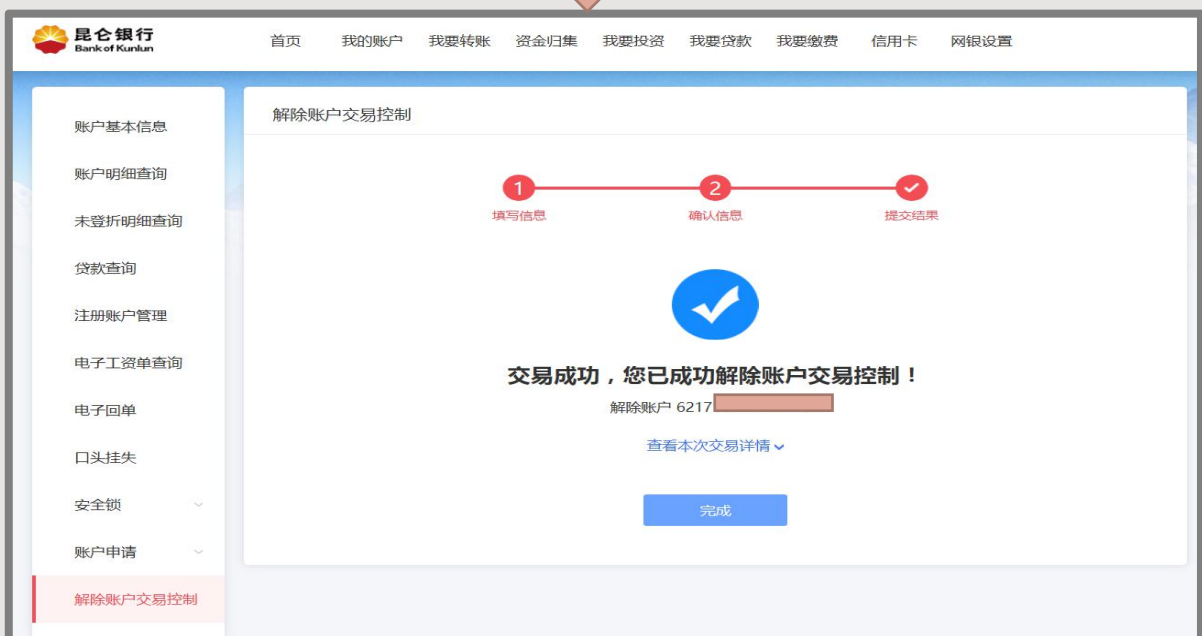 昆仑银行
Bank of Kunlun
首页 我的账户 我要转账 资金归集 我要投资 我要贷款 我要缴费 信用卡 网银设置
账户基本信息
账户明细查询
未登折明细查询
贷款查询
注册账户管理
电子工资单查询
电子回单
口头挂失
安全锁
账户申请
解除账户交易控制
解除账户交易控制
1
2
填写信息
确认信息
提交结果
交易成功，您已成功解除账户交易控制！
解除账户 6217
查看本次交易详情
完成